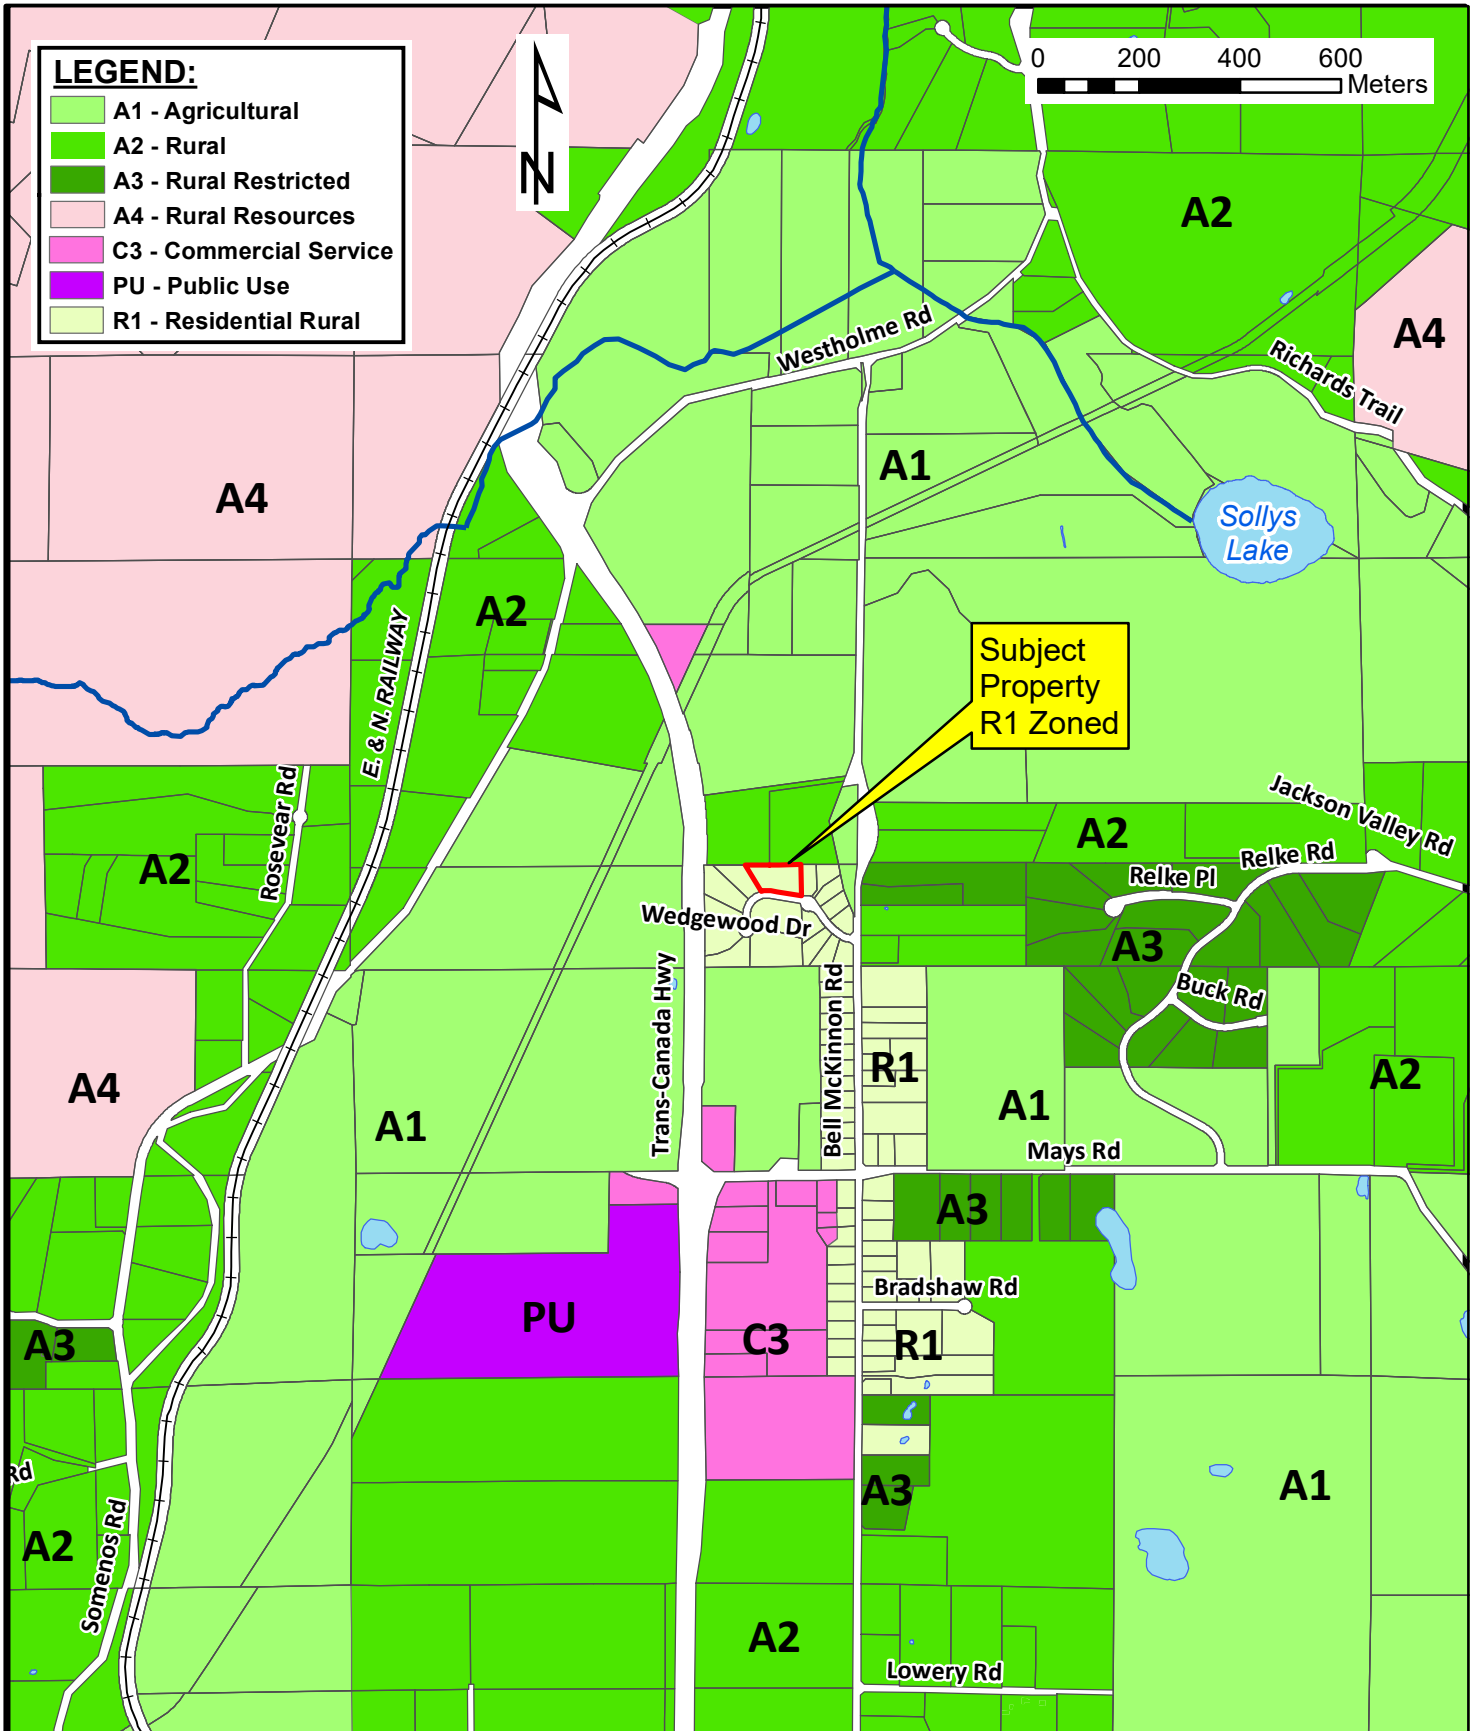 LEGEND:
A1 - Agricultural
A2 - Rural
A3 - Rural Restricted
A4 - Rural Resources
C3 - Commercial Service
PU - Public Use
R1 - Residential Rural
N
0 200 400 600
Meters
A2
A4
Westholme Rd
Richards Trail
A1
A4
Sollys
Lake
A2
E. & N. RAILWAY
Subject
Property
R1 Zoned
Rosevear Rd
A2
A2
Jackson Valley Rd
Relke Rd
Relke Pl
Wedgewood Dr
A3
Trans-Canada Hwy
Bell McKinnon Rd
Buck Rd
A4
R1
A2
A1
A1
Mays Rd
A3
Bradshaw Rd
PU
C3
R1
A3
Rd
A3
A1
A2
Somenos Rd
A2
Lowery Rd